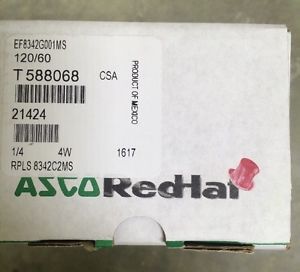 EF8342G001MS
120/60
T 588068 CSA
21424
1/4 4W 1617
RPLS 8342C2MS
PRODUCT OF MEXICO
ASCO RedHat